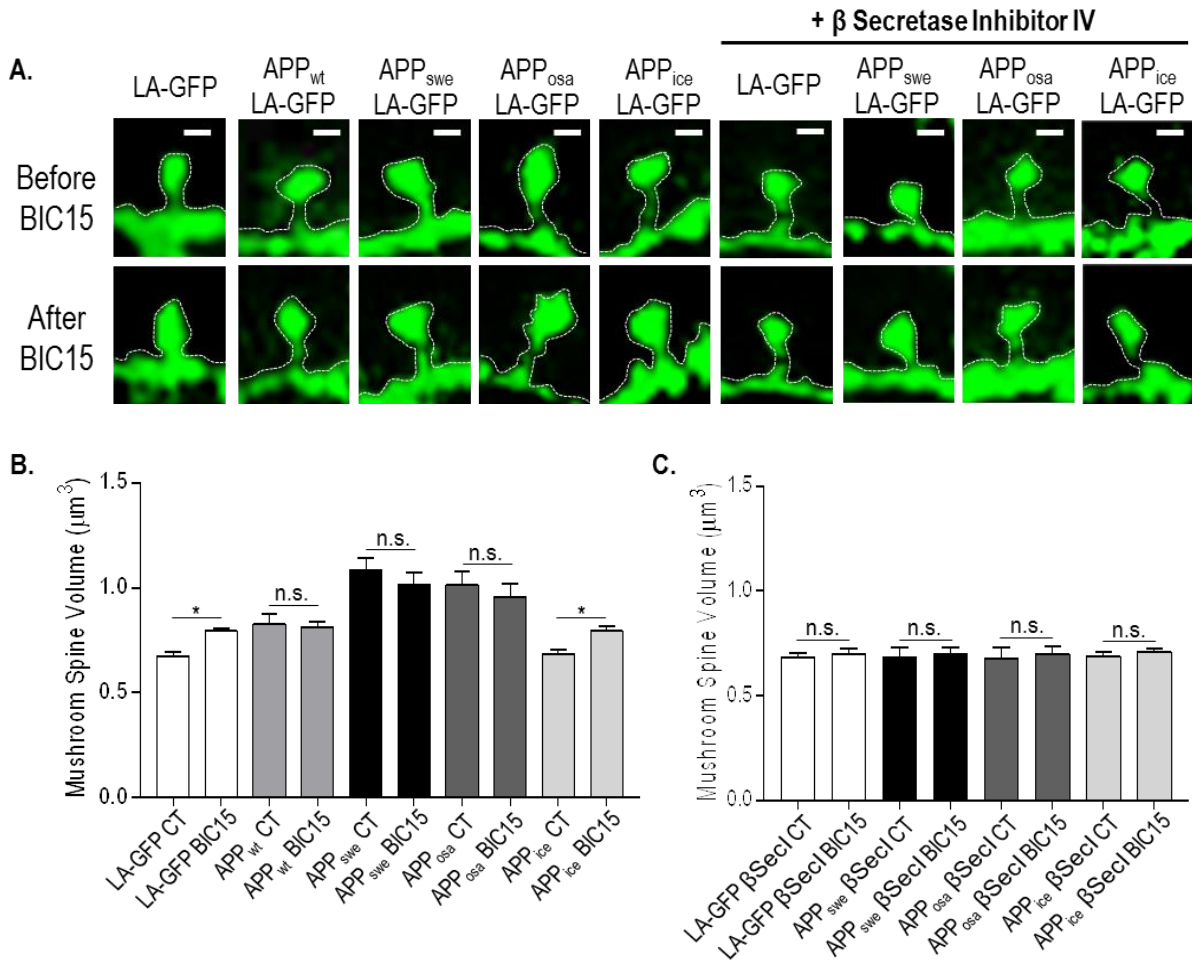 + β Secretase Inhibitor IV
A.
LA-GFP
APPwt
LA-GFP
APPswe
LA-GFP
APPosa
LA-GFP
APPice
LA-GFP
LA-GFP
APPswe
LA-GFP
APPosa
LA-GFP
APPice
LA-GFP
Before
BIC15
After
BIC15
B.
Mushroom Spine Volume (μm³)
1.5
1.0
0.5
0.0
*
n.s.
n.s.
n.s.
*
LA-GFP CT
LA-GFP BIC15
APPwt CT
APPwt BIC15
APPswe CT
APPswe BIC15
APPosa CT
APPosa BIC15
APPice CT
APPice BIC15
C.
Mushroom Spine Volume (μm³)
1.5
1.0
0.5
0.0
n.s.
n.s.
n.s.
n.s.
LA-GFP βSecI CT
LA-GFP βSecI BIC15
APPswe βSecI CT
APPswe βSecI BIC15
APPosa βSecI CT
APPosa βSecI BIC15
APPice βSecI CT
APPice βSecI BIC15